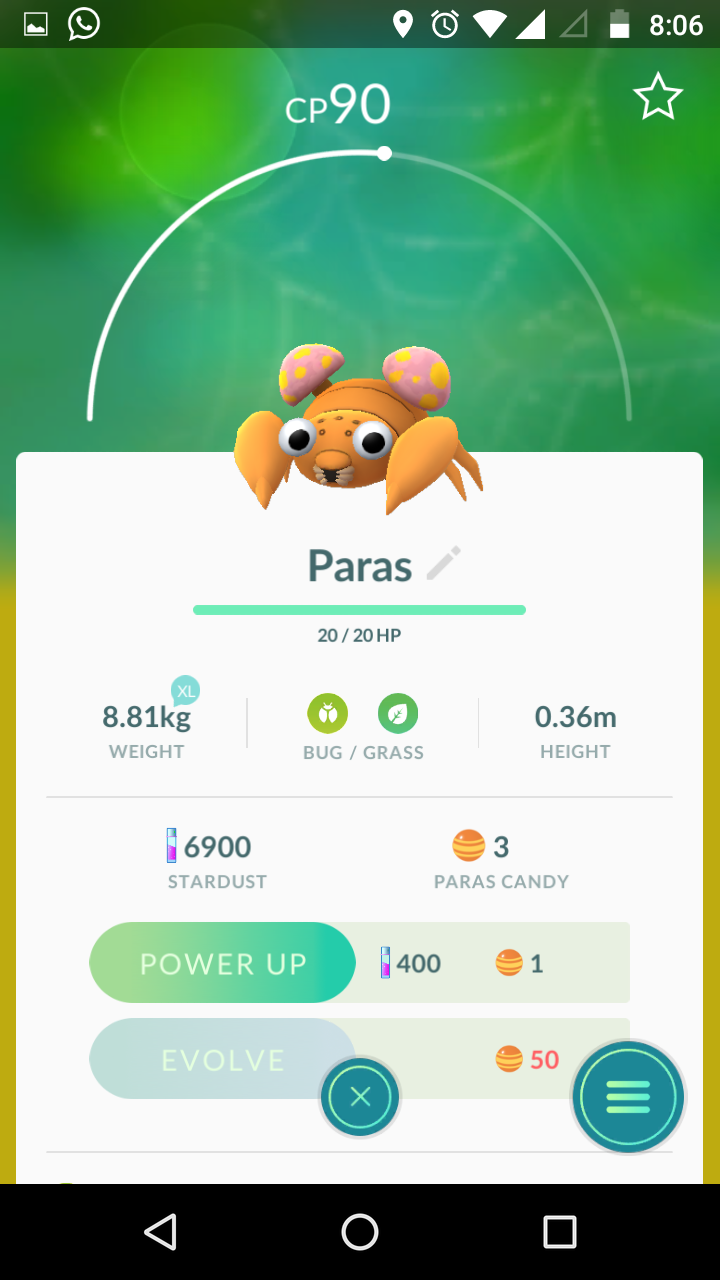 8:06
CP90
Paras
20 / 20 HP
XL
8.81kg
WEIGHT
BUG / GRASS
0.36m
HEIGHT
6900
STARDUST
3
PARAS CANDY
POWER UP 400 1
EVOLVE 50